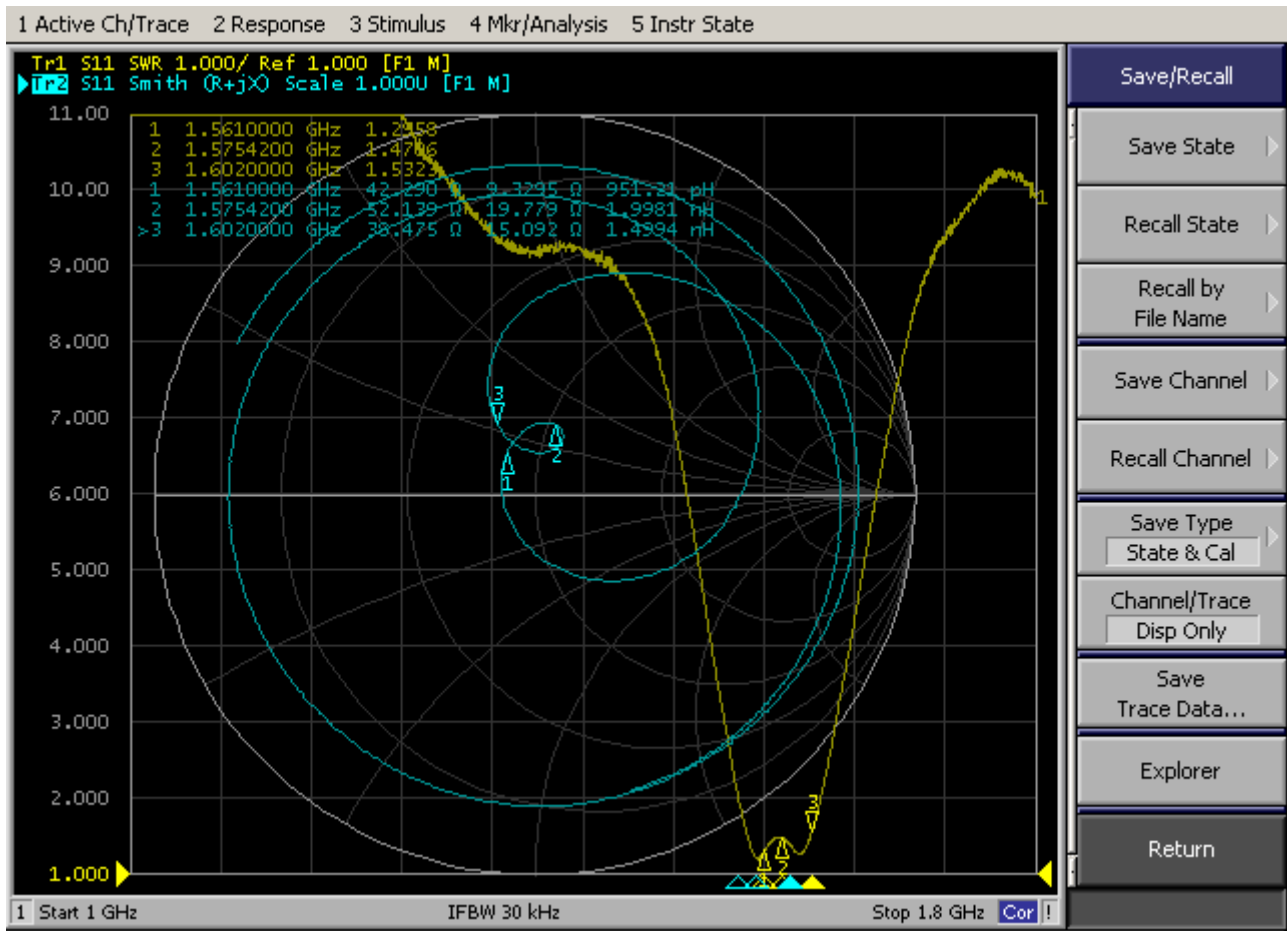 1 Active Ch/Trace 2 Response 3 Stimulus 4 Mkr/Analysis 5 Instr State
Tr1 S11 SWR 1.000/ Ref 1.000 [F1 M]
Tr2 S11 Smith (R+jX) Scale 1.000U [F1 M]
11.00
1 1.5610000 GHz
2 1.5754200 GHz 1.4706
3 1.6020000 GHz 1.5323
1 1.5610000 GHz 42.290 Ω 9.3295 Ω 951.21 pH
2 1.5754200 GHz 52.139 Ω 19.779 Ω 1.9981 nH
>3 1.6020000 GHz 38.475 Ω 15.092 Ω 1.4994 nH
10.00
9.000
8.000
7.000
6.000
5.000
4.000
3.000
2.000
1.000
1
3
2
1
3
1
2
1 Start 1 GHz IFBW 30 kHz Stop 1.8 GHz Cor !
Save/Recall
Save State
Recall State
Recall by
File Name
Save Channel
Recall Channel
Save Type
State & Cal
Channel/Trace
Disp Only
Save
Trace Data...
Explorer
Return